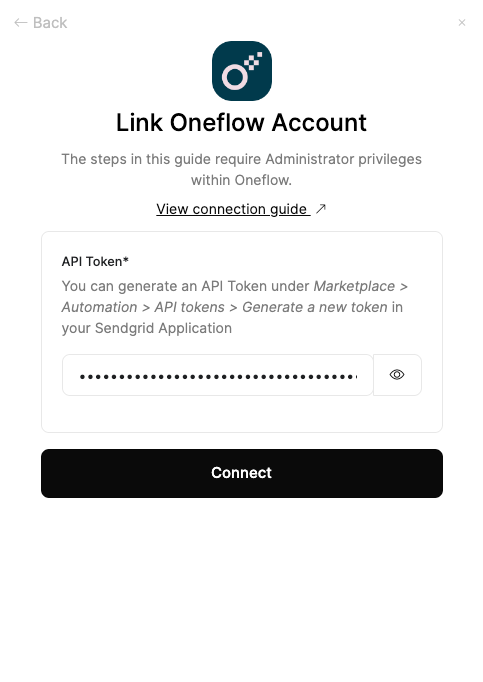 ← Back
×
Link Oneflow Account
The steps in this guide require Administrator privileges
within Oneflow.
View connection guide ↗
API Token*
You can generate an API Token under Marketplace >
Automation > API tokens > Generate a new token in
your Sendgrid Application
••••••••••••••••••••••••••••••••••••
Connect